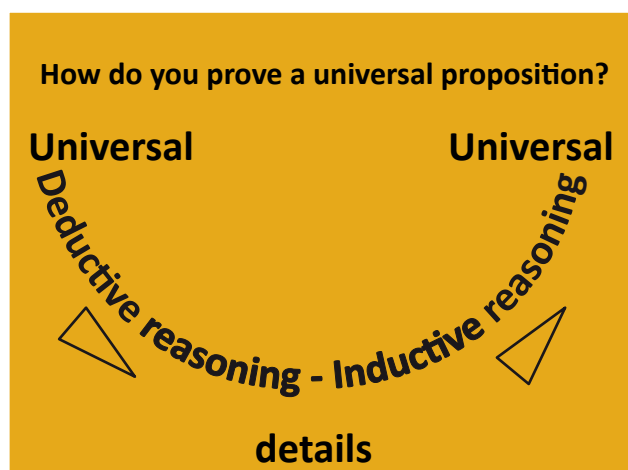 How do you prove a universal proposition?
Universal Universal
Deductive reasoning - Inductive reasoning
details